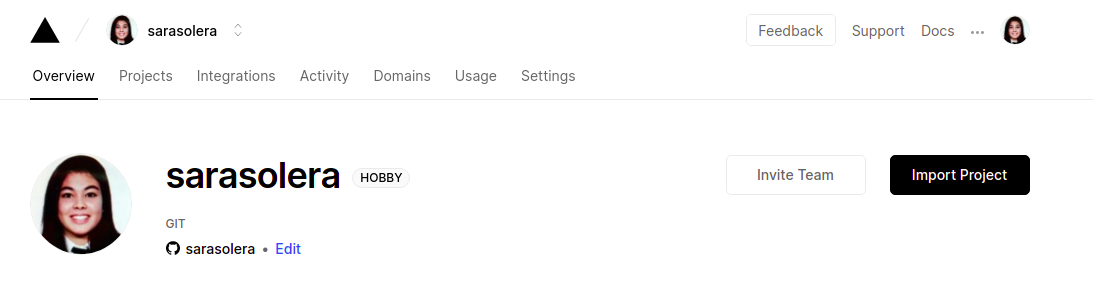 sarasolera
Feedback Support Docs
Overview Projects Integrations Activity Domains Usage Settings
sarasolera HOBBY
Invite Team Import Project
GIT
sarasolera • Edit